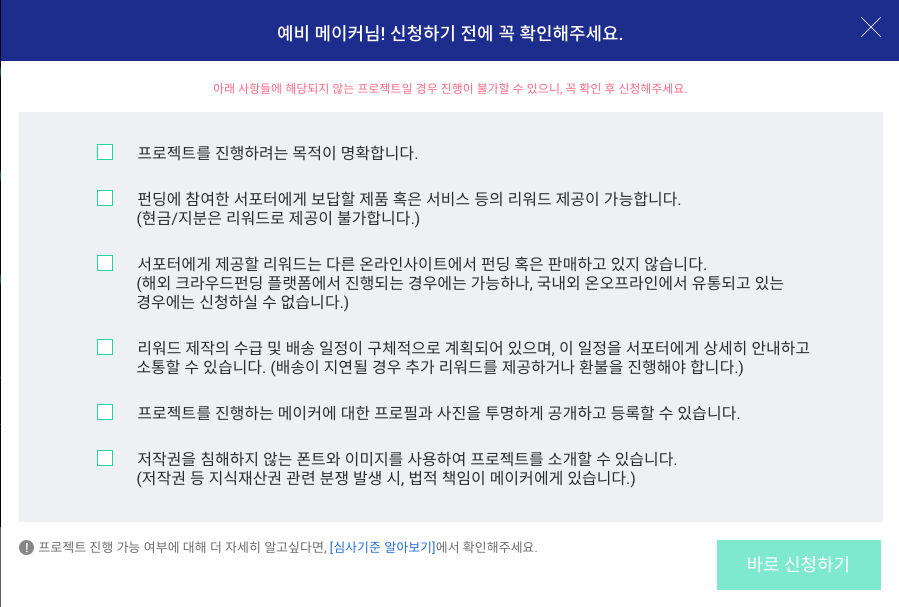 예비 메이커님! 신청하기 전에 꼭 확인해주세요.
아래 사항들에 해당되지 않는 프로젝트일 경우 진행이 불가할 수 있으니, 꼭 확인 후 신청해주세요.
프로젝트를 진행하려는 목적이 명확합니다.
펀딩에 참여한 서포터에게 보답할 제품 혹은 서비스 등의 리워드 제공이 가능합니다.
(현금/지분은 리워드로 제공이 불가합니다.)
서포터에게 제공할 리워드는 다른 온라인사이트에서 펀딩 혹은 판매하고 있지 않습니다.
(해외 크라우드펀딩 플랫폼에서 진행되는 경우에는 가능하나, 국내외 온오프라인에서 유통되고 있는
경우에는 신청하실 수 없습니다.)
리워드 제작의 수급 및 배송 일정이 구체적으로 계획되어 있으며, 이 일정을 서포터에게 상세히 안내하고
소통할 수 있습니다. (배송이 지연될 경우 추가 리워드를 제공하거나 환불을 진행해야 합니다.)
프로젝트를 진행하는 메이커에 대한 프로필과 사진을 투명하게 공개하고 등록할 수 있습니다.
저작권을 침해하지 않는 폰트와 이미지를 사용하여 프로젝트를 소개할 수 있습니다.
(저작권 등 지식재산권 관련 분쟁 발생 시, 법적 책임이 메이커에게 있습니다.)
프로젝트 진행 가능 여부에 대해 더 자세히 알고싶다면, [심사기준 알아보기]에서 확인해주세요.
바로 신청하기